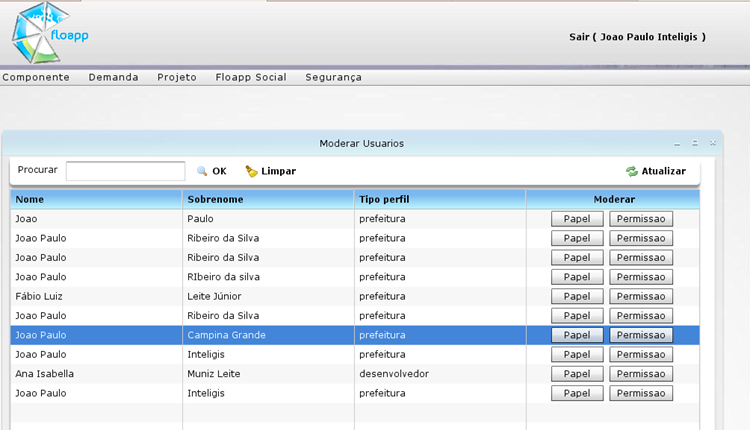 floapp
Sair ( Joao Paulo Inteligis )
Componente Demanda Projeto Floapp Social Segurança
Moderar Usuarios
Procurar OK Limpar Atualizar
Nome Sobrenome Tipo perfil Moderar
Joao Paulo prefeitura Papel Permissao
Joao Paulo Ribeiro da Silva prefeitura Papel Permissao
Joao Paulo Ribeiro da Silva prefeitura Papel Permissao
Joao Paulo RIbeiro da silva prefeitura Papel Permissao
Fábio Luiz Leite Júnior prefeitura Papel Permissao
Joao Paulo Ribeiro da Silva prefeitura Papel Permissao
Joao Paulo Campina Grande prefeitura Papel Permissao
Joao Paulo Inteligis prefeitura Papel Permissao
Ana Isabella Muniz Leite desenvolvedor Papel Permissao
Joao Paulo Inteligis prefeitura Papel Permissao